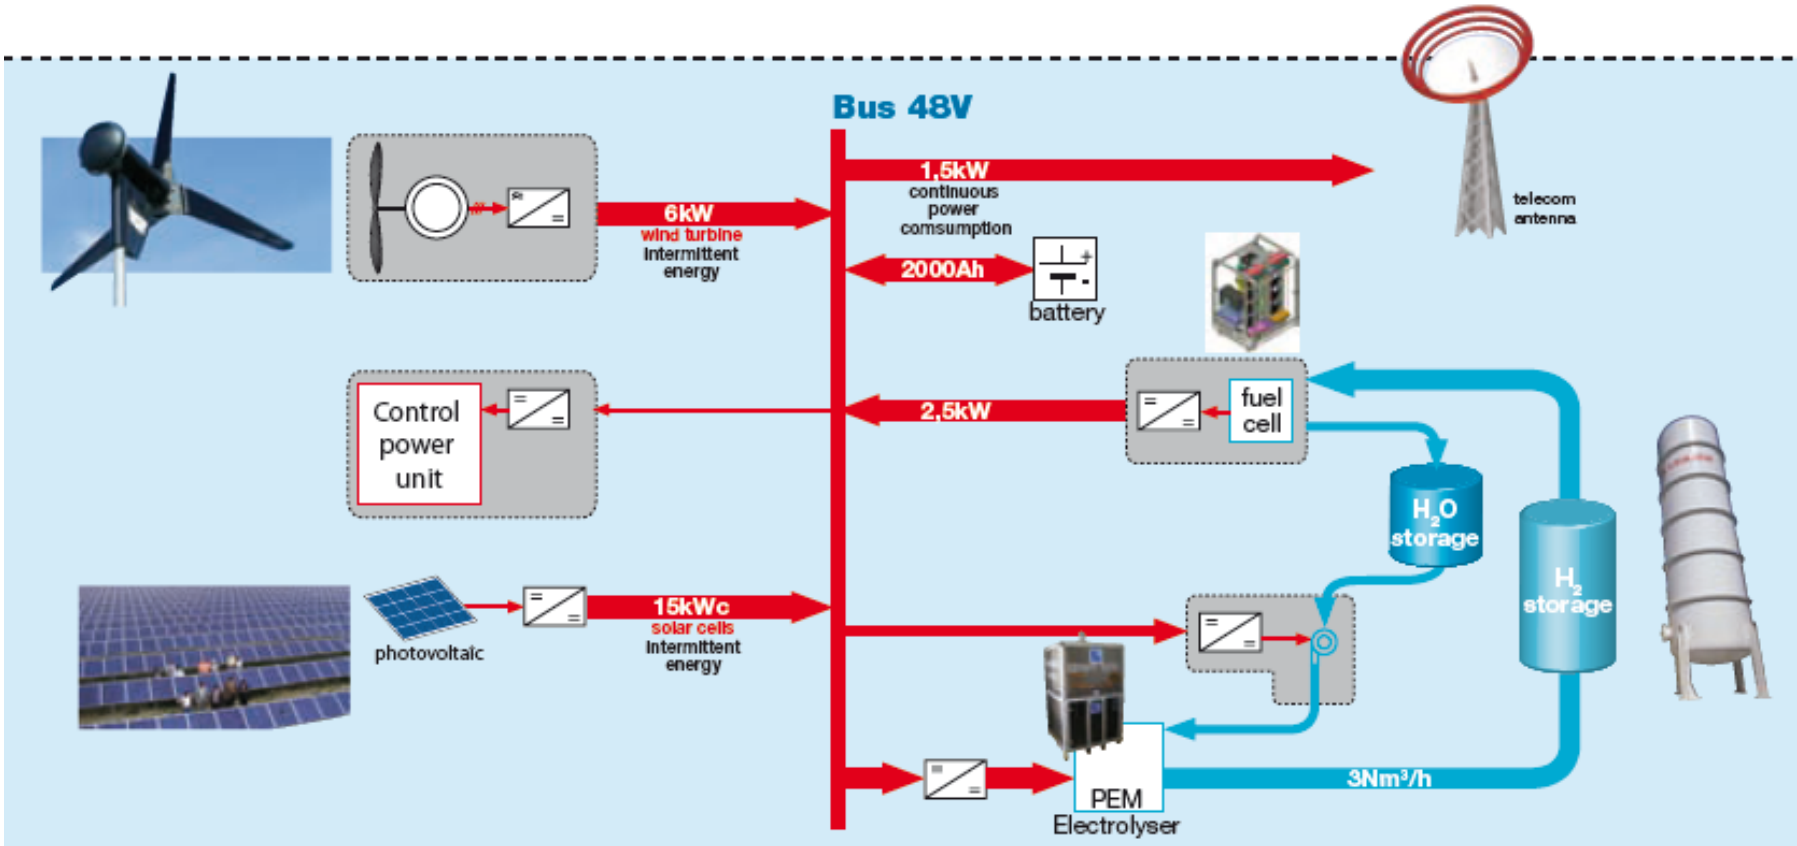 Bus 48V
1,5kW
continuous
power
comsumption
telecom
antenna
6kW
wind turbine
intermittent
energy
2000Ah
battery
Control
power
unit
2,5kW
fuel
cell
H₂O
storage
H₂
storage
photovoltaïc
15kWc
solar cells
intermittent
energy
PEM
Electrolyser
3Nm³/h